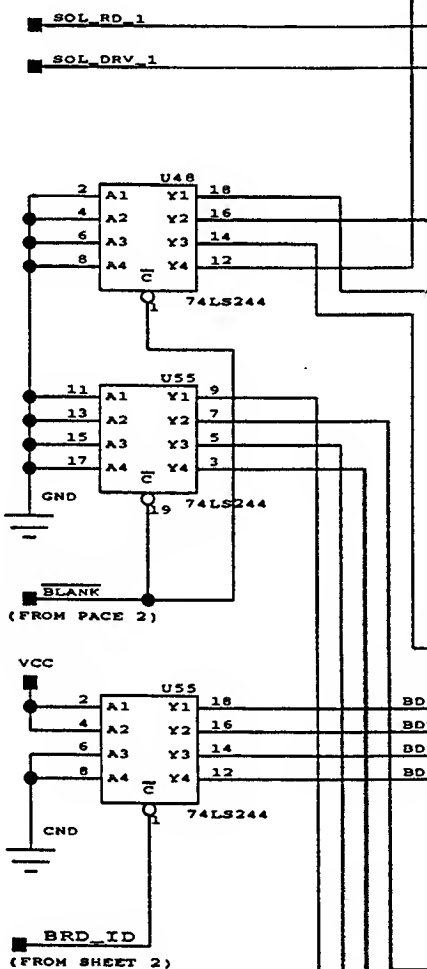 SOL_RD_1
SOL_DRV_1
U48
2 A1 Y1 18
4 A2 Y2 16
6 A3 Y3 14
8 A4 Y4 12
C
1 74LS244
U55
11 A1 Y1 9
13 A2 Y2 7
15 A3 Y3 5
17 A4 Y4 3
C
GND 19 74LS244
BLANK
(FROM PACE 2)
VCC
U55
2 A1 Y1 18 BD
4 A2 Y2 16 BD
6 A3 Y3 14 BD
8 A4 Y4 12 BD
C
1 74LS244
CND
BRD_ID
(FROM SHEET 2)